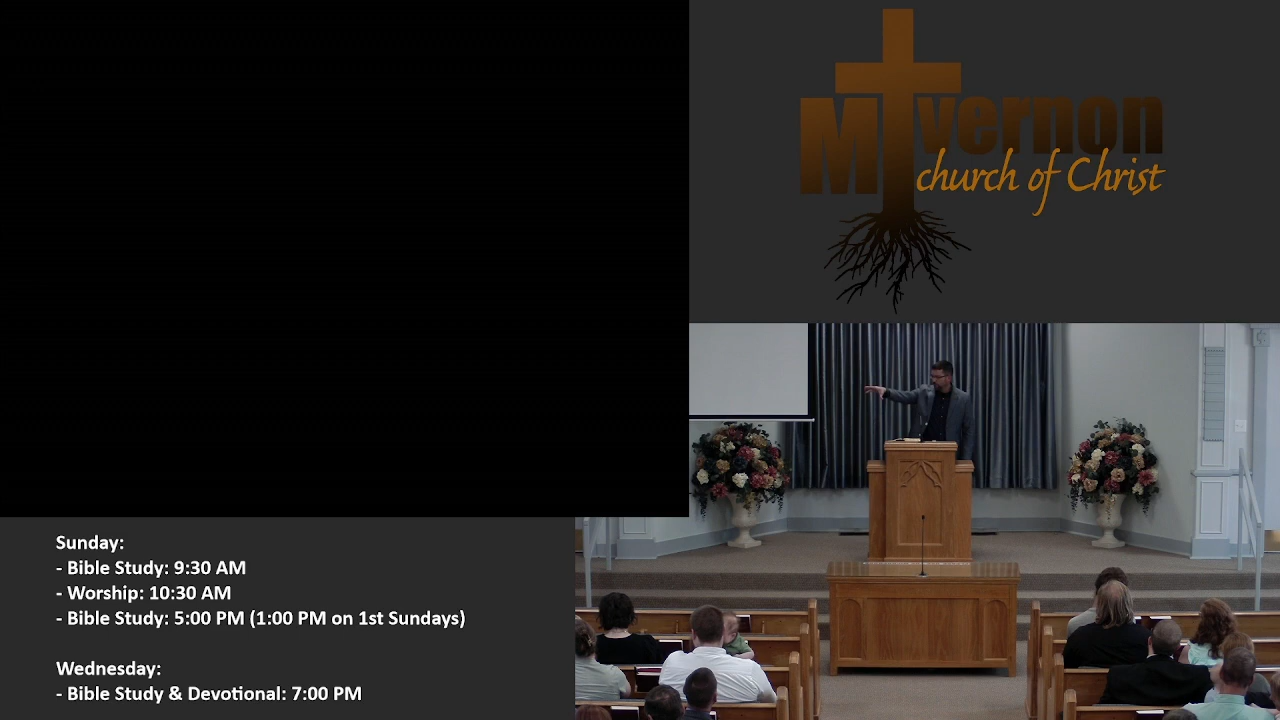 Mt vernon
church of Christ
Sunday:
- Bible Study: 9:30 AM
- Worship: 10:30 AM
- Bible Study: 5:00 PM (1:00 PM on 1st Sundays)
Wednesday:
- Bible Study & Devotional: 7:00 PM